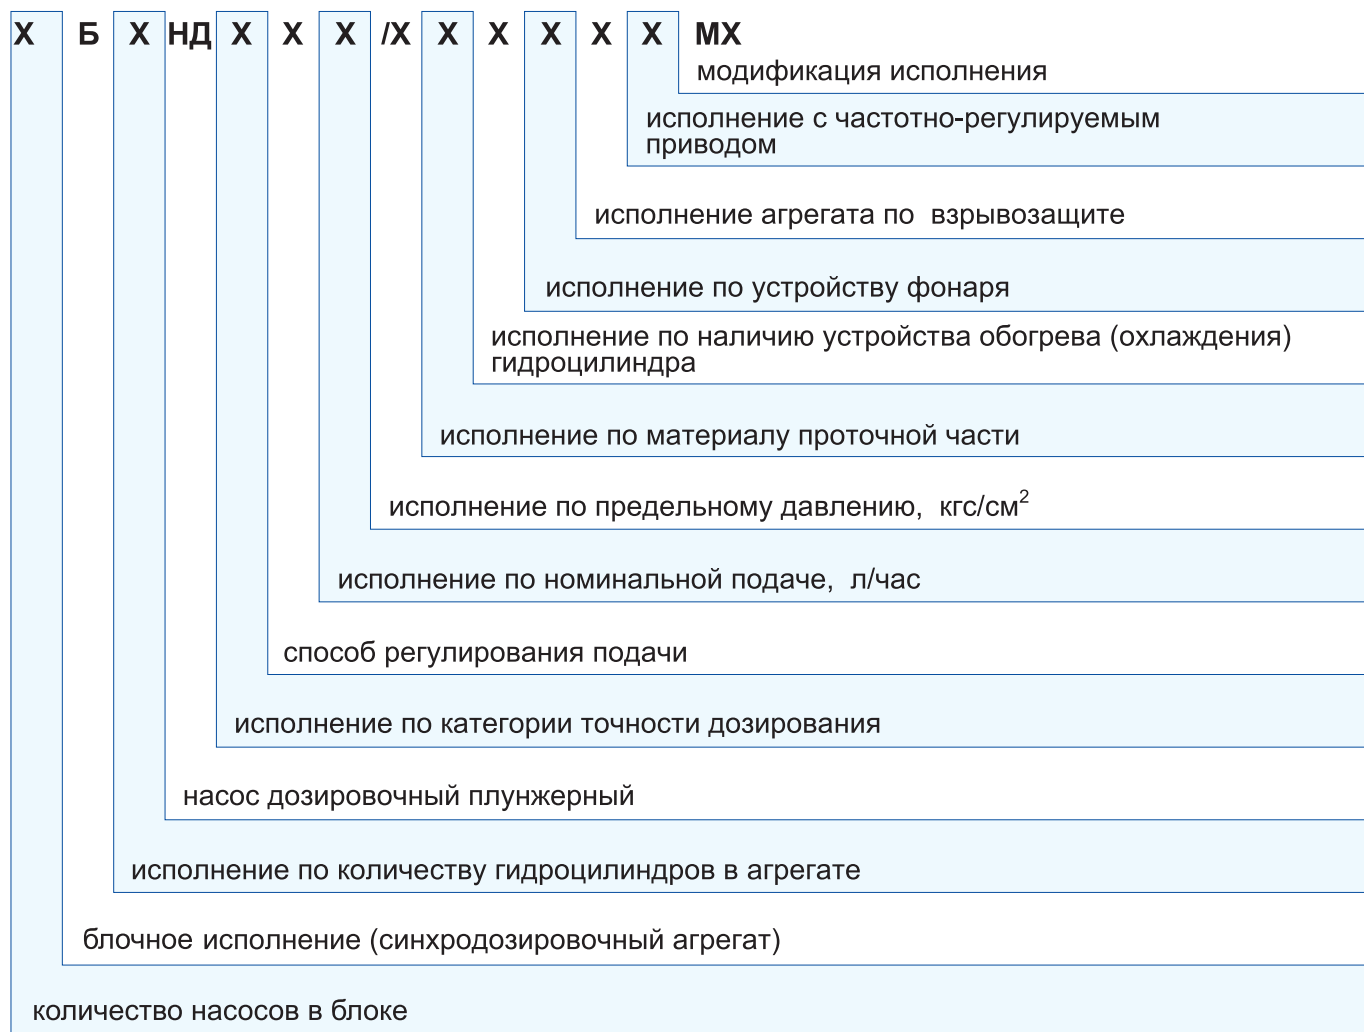 Х Б Х НД Х Х Х /Х Х Х Х Х Х МХ
модификация исполнения
исполнение с частотно-регулируемым
приводом
исполнение агрегата по взрывозащите
исполнение по устройству фонаря
исполнение по наличию устройства обогрева (охлаждения)
гидроцилиндра
исполнение по материалу проточной части
исполнение по предельному давлению, кгс/см²
исполнение по номинальной подаче, л/час
способ регулирования подачи
исполнение по категории точности дозирования
насос дозировочный плунжерный
исполнение по количеству гидроцилиндров в агрегате
блочное исполнение (синхродозировочный агрегат)
количество насосов в блоке